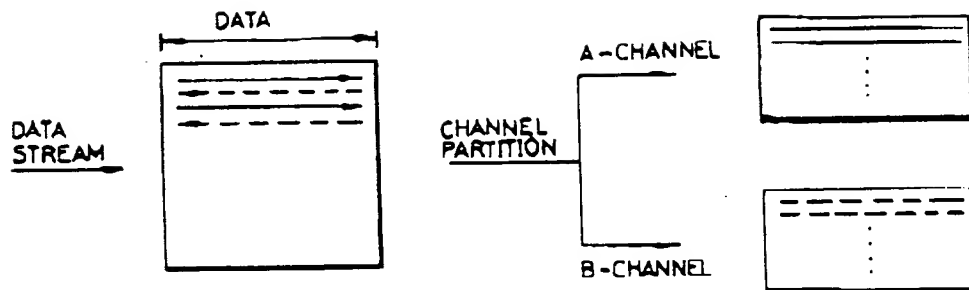 DATA
DATA
STREAM
CHANNEL
PARTITION
A-CHANNEL
B-CHANNEL